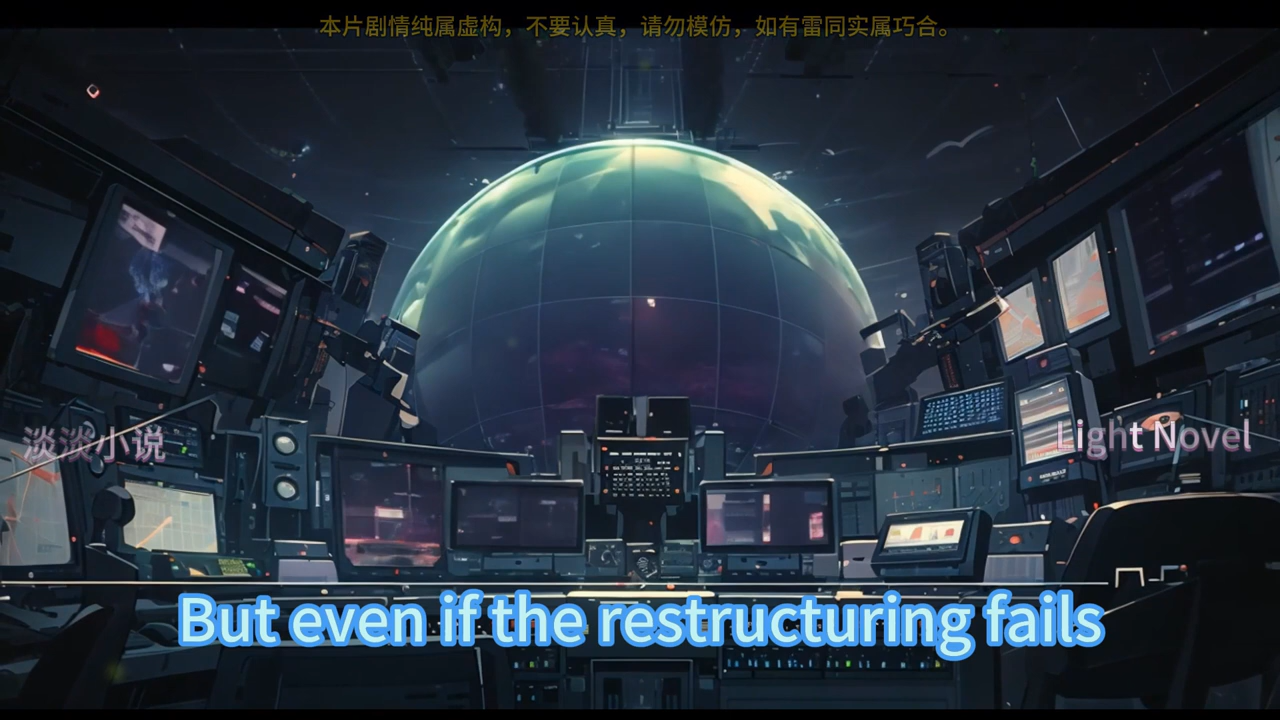 本片剧情纯属虚构，不要认真，请勿模仿，如有雷同实属巧合。
淡淡小说
Light Novel
But even if the restructuring fails